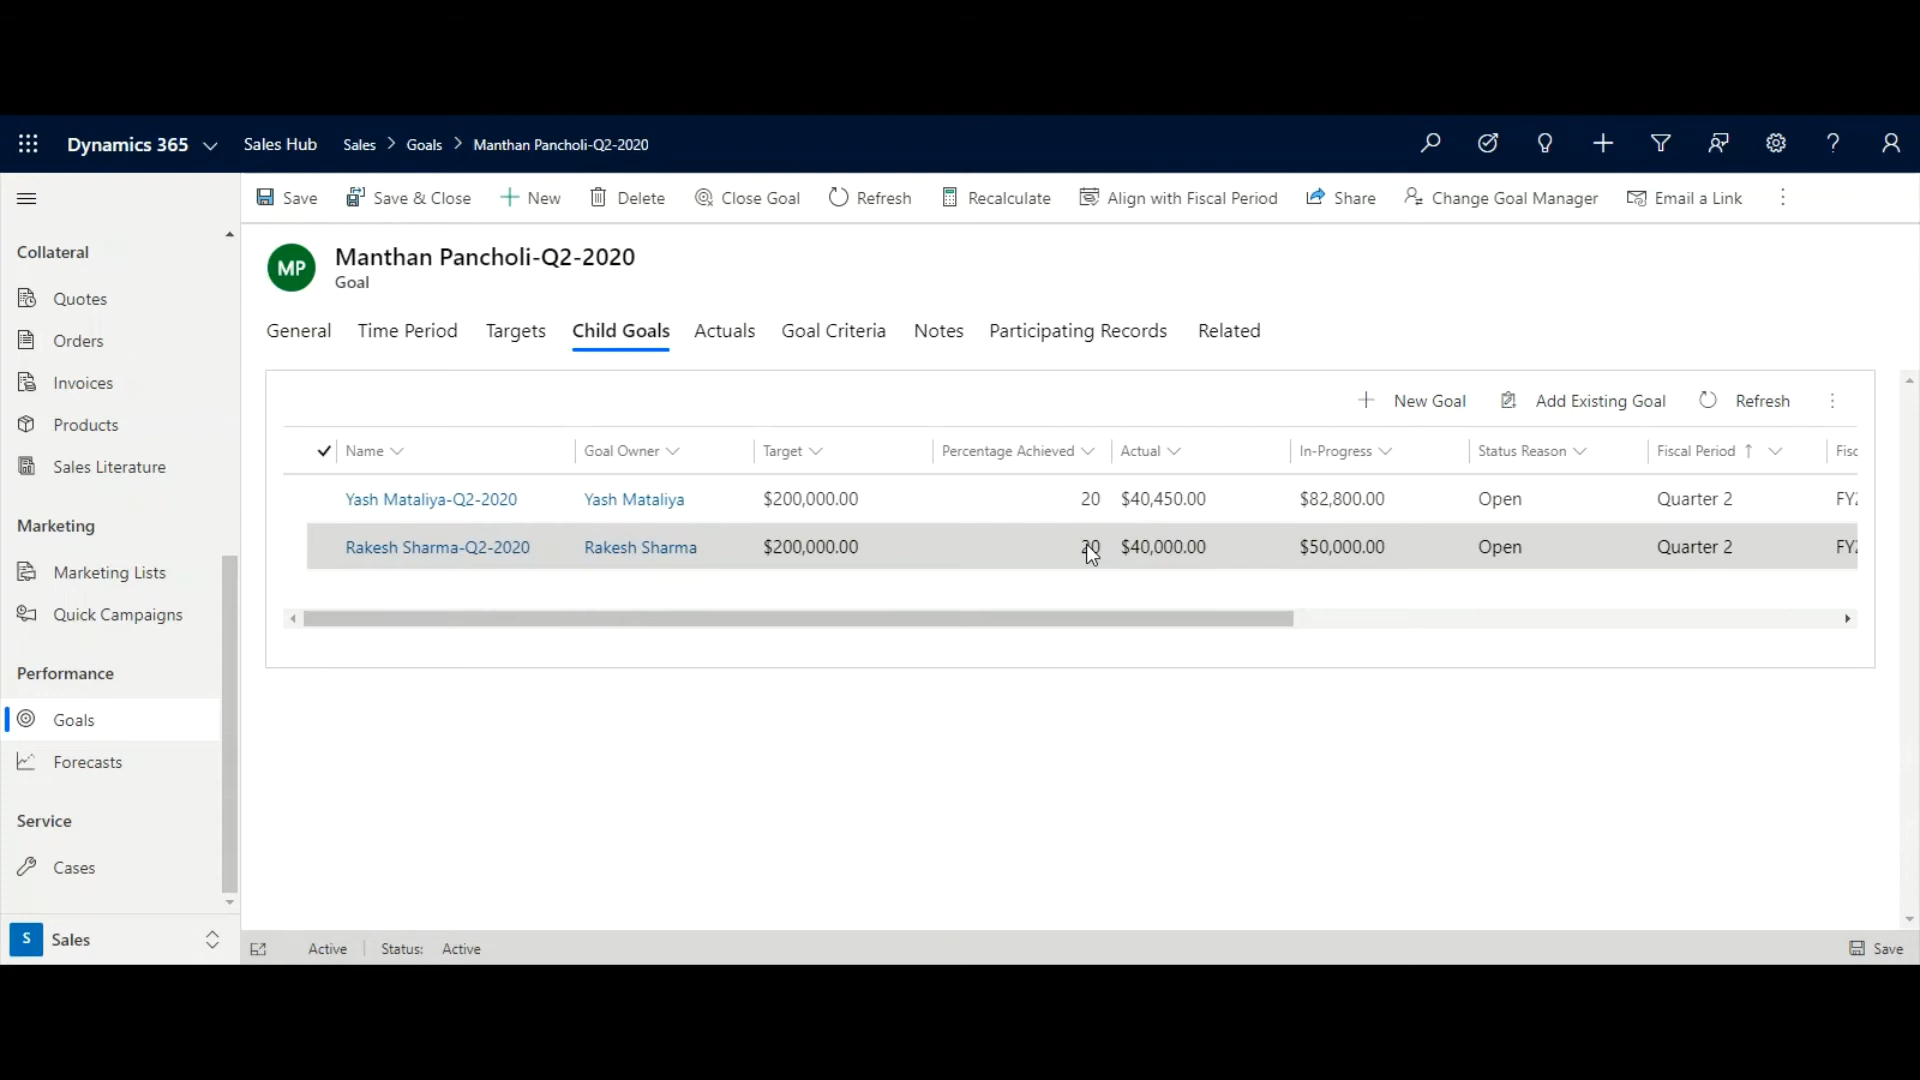 Dynamics 365 Sales Hub Sales Goals Manthan Pancholi-Q2-2020
Save Save & Close New Delete Close Goal Refresh Recalculate Align with Fiscal Period Share Change Goal Manager Email a Link
Collateral
Quotes
Orders
Invoices
Products
Sales Literature
Marketing
Marketing Lists
Quick Campaigns
Performance
Goals
Forecasts
Service
Cases
S Sales
MP
Manthan Pancholi-Q2-2020
Goal
General Time Period Targets Child Goals Actuals Goal Criteria Notes Participating Records Related
New Goal Add Existing Goal Refresh
Name Goal Owner Target Percentage Achieved Actual In-Progress Status Reason Fiscal Period Fisc
Yash Mataliya-Q2-2020 Yash Mataliya $200,000.00 20 $40,450.00 $82,800.00 Open Quarter 2 FY
Rakesh Sharma-Q2-2020 Rakesh Sharma $200,000.00 20 $40,000.00 $50,000.00 Open Quarter 2 FY
Active Status: Active Save